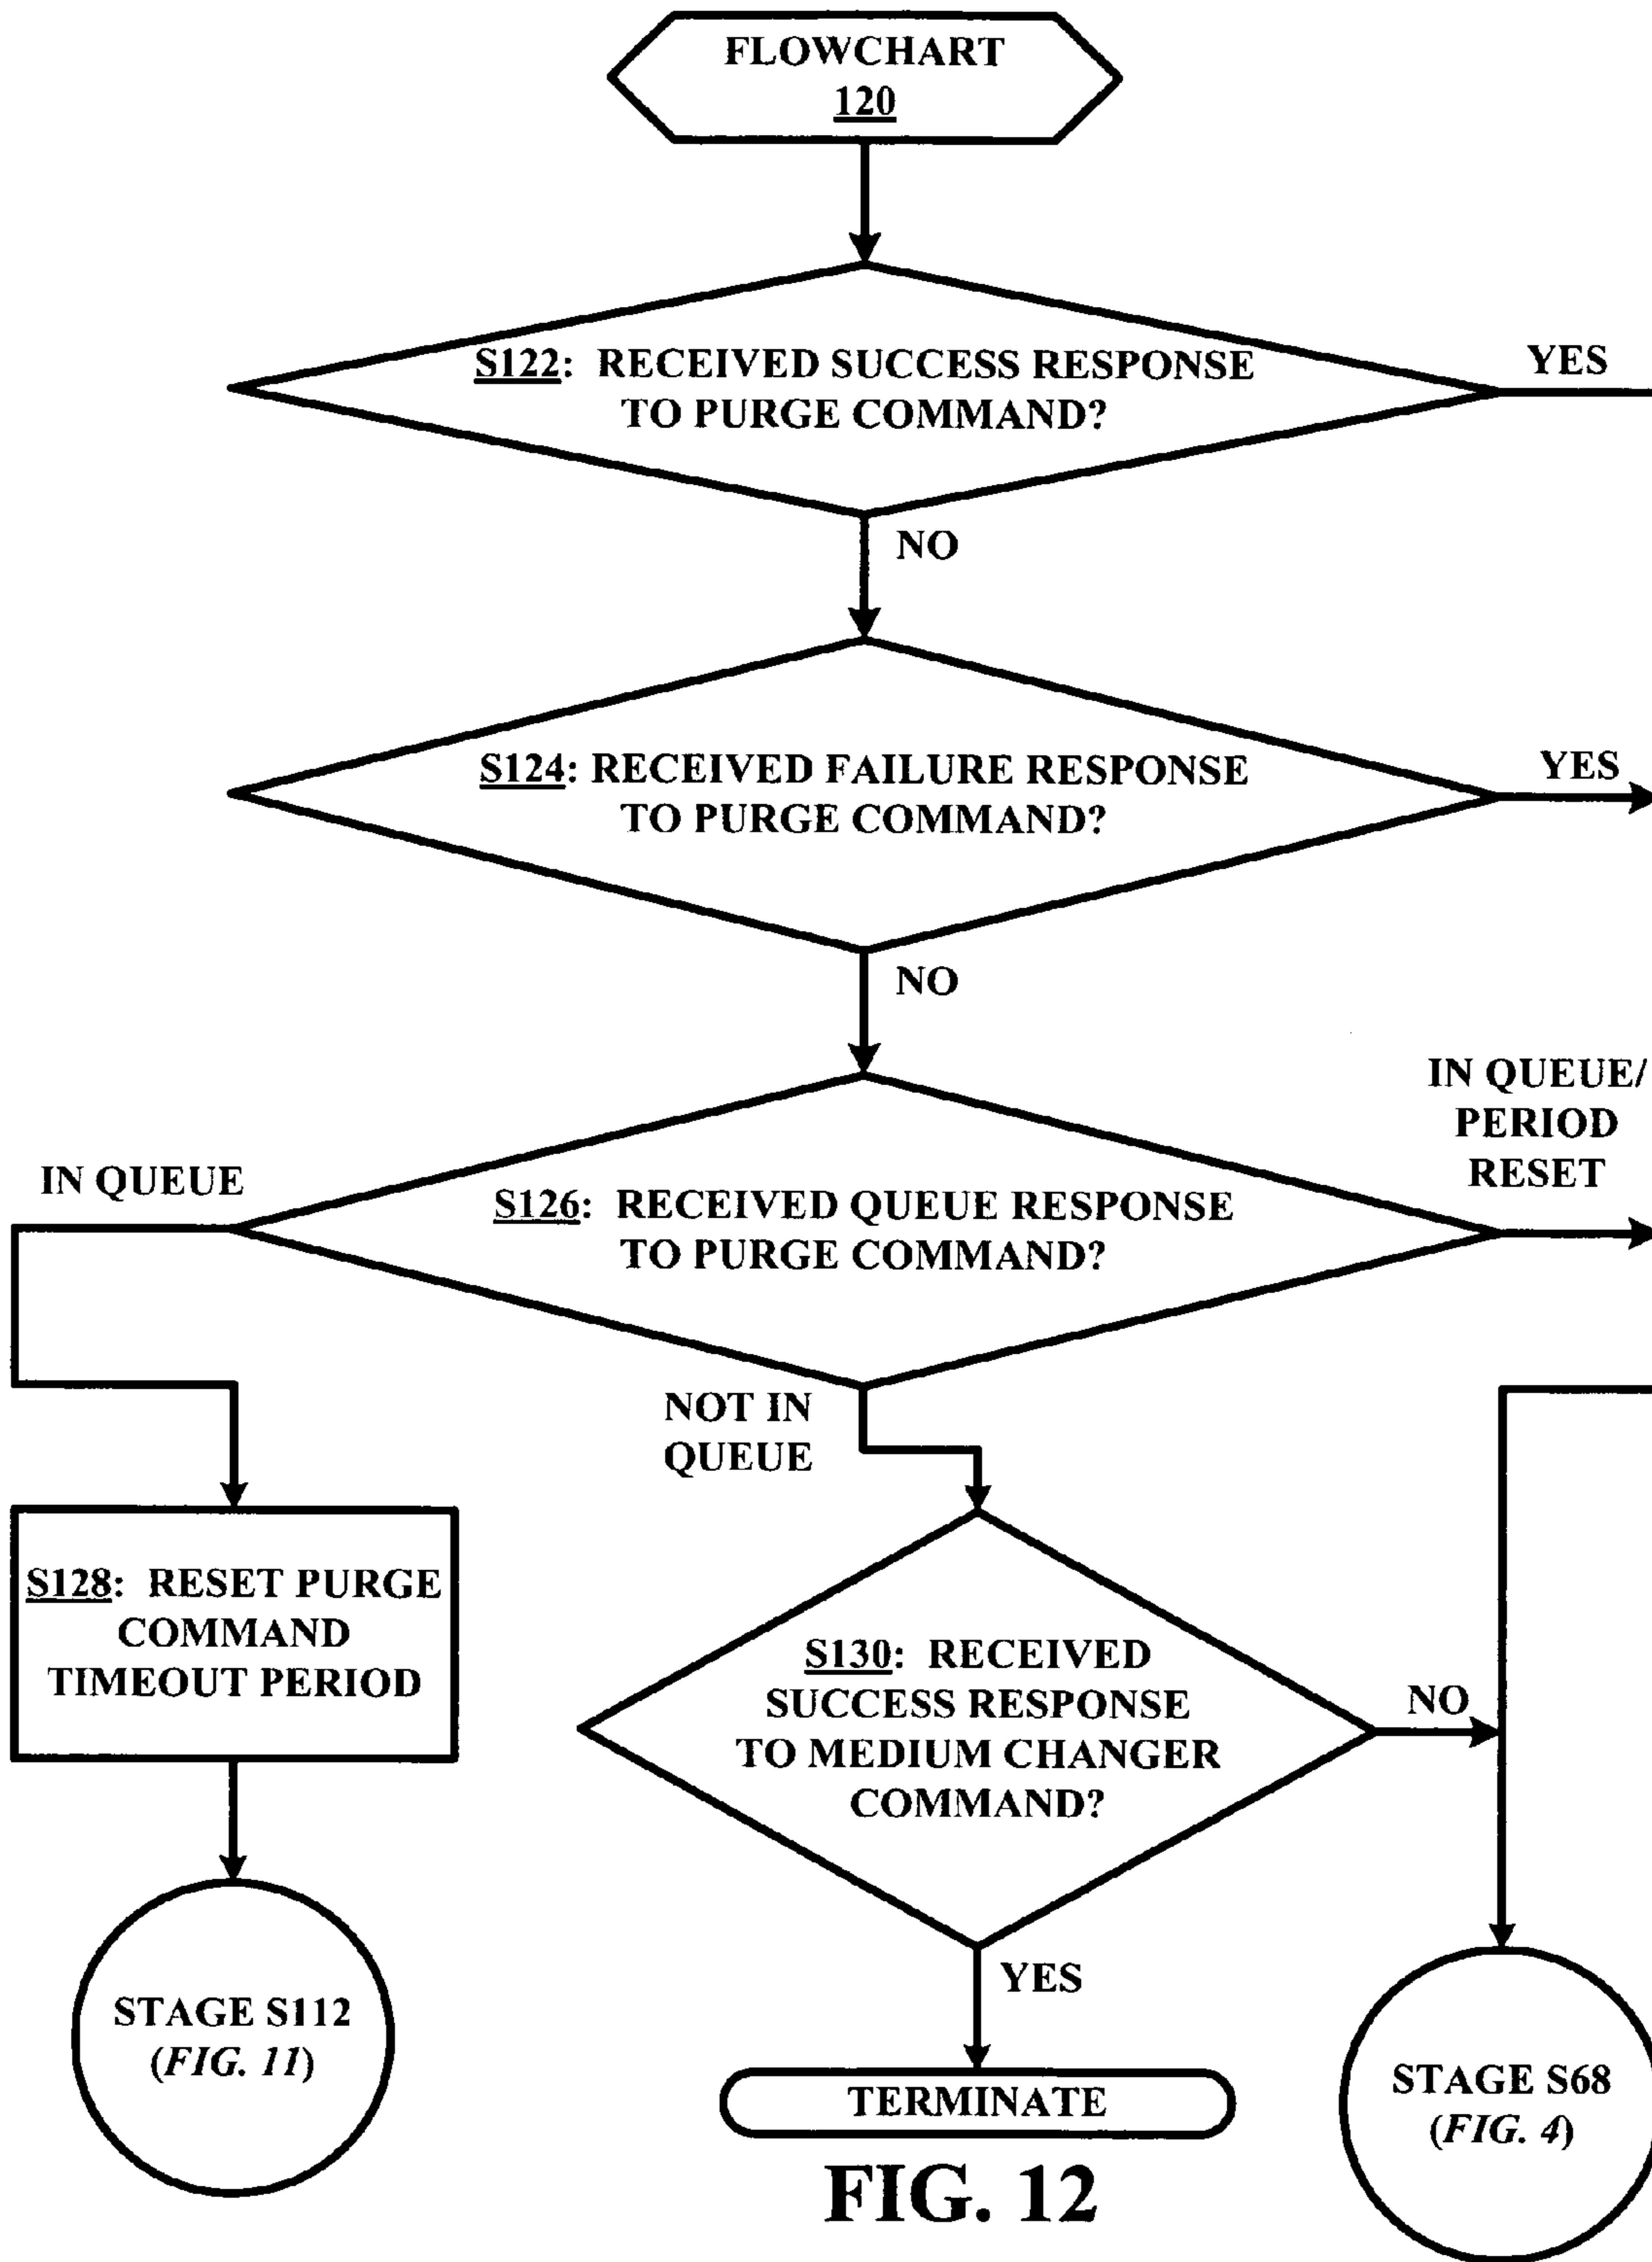 FLOWCHART
120
S122: RECEIVED SUCCESS RESPONSE
TO PURGE COMMAND?
YES
NO
S124: RECEIVED FAILURE RESPONSE
TO PURGE COMMAND?
YES
NO
IN QUEUE/
PERIOD
RESET
IN QUEUE
S126: RECEIVED QUEUE RESPONSE
TO PURGE COMMAND?
NOT IN
QUEUE
S128: RESET PURGE
COMMAND
TIMEOUT PERIOD
S130: RECEIVED
SUCCESS RESPONSE
TO MEDIUM CHANGER
COMMAND?
NO
YES
STAGE S112
(FIG. 11)
TERMINATE
STAGE S68
(FIG. 4)
FIG. 12